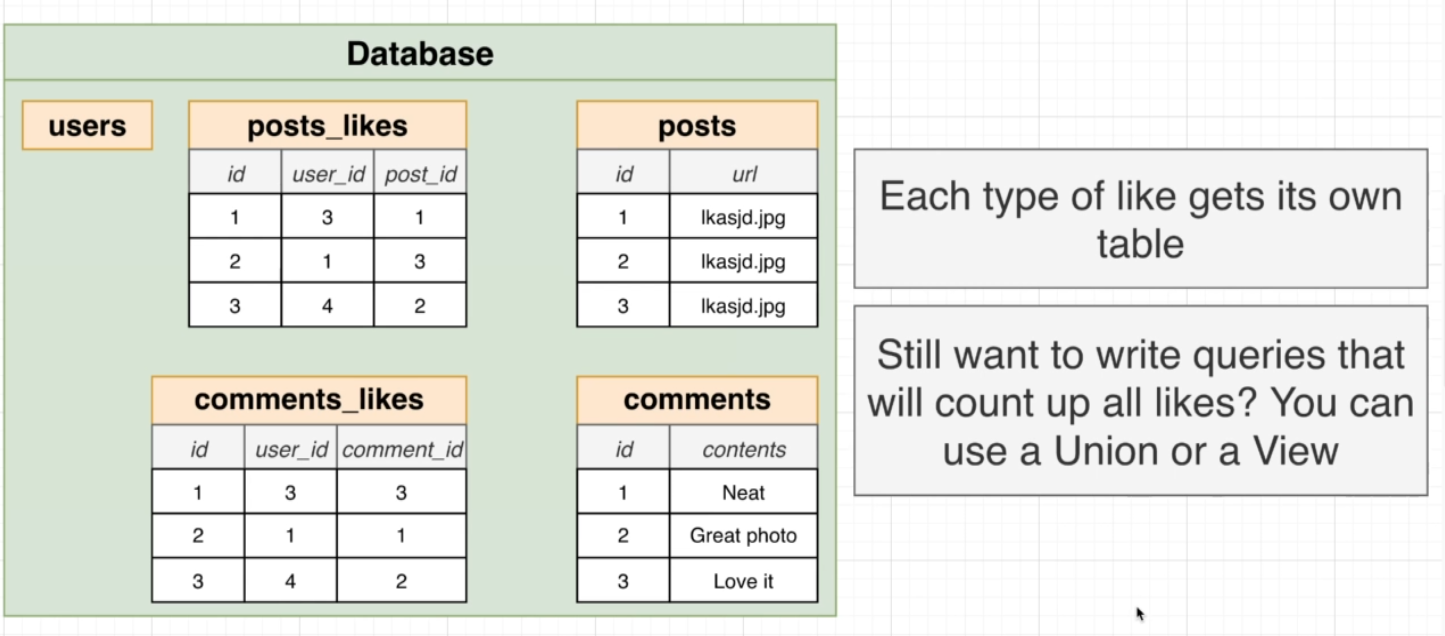 Database
users
posts_likes
id user_id post_id
1 3 1
2 1 3
3 4 2
posts
id url
1 lkasjd.jpg
2 lkasjd.jpg
3 lkasjd.jpg
comments_likes
id user_id comment_id
1 3 3
2 1 1
3 4 2
comments
id contents
1 Neat
2 Great photo
3 Love it
Each type of like gets its own
table
Still want to write queries that
will count up all likes? You can
use a Union or a View